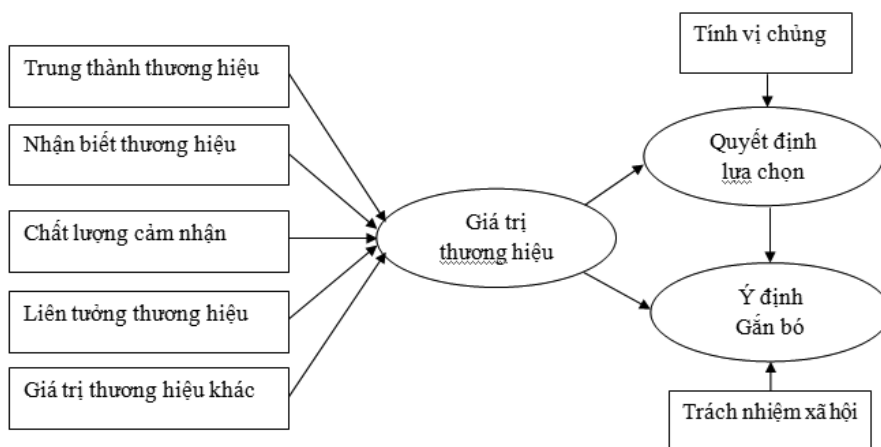 Trung thành thương hiệu
Nhận biết thương hiệu
Chất lượng cảm nhận
Liên tưởng thương hiệu
Giá trị thương hiệu khác
Giá trị
thương hiệu
Tính vị chủng
Quyết định
lựa chọn
Ý định
Gắn bó
Trách nhiệm xã hội